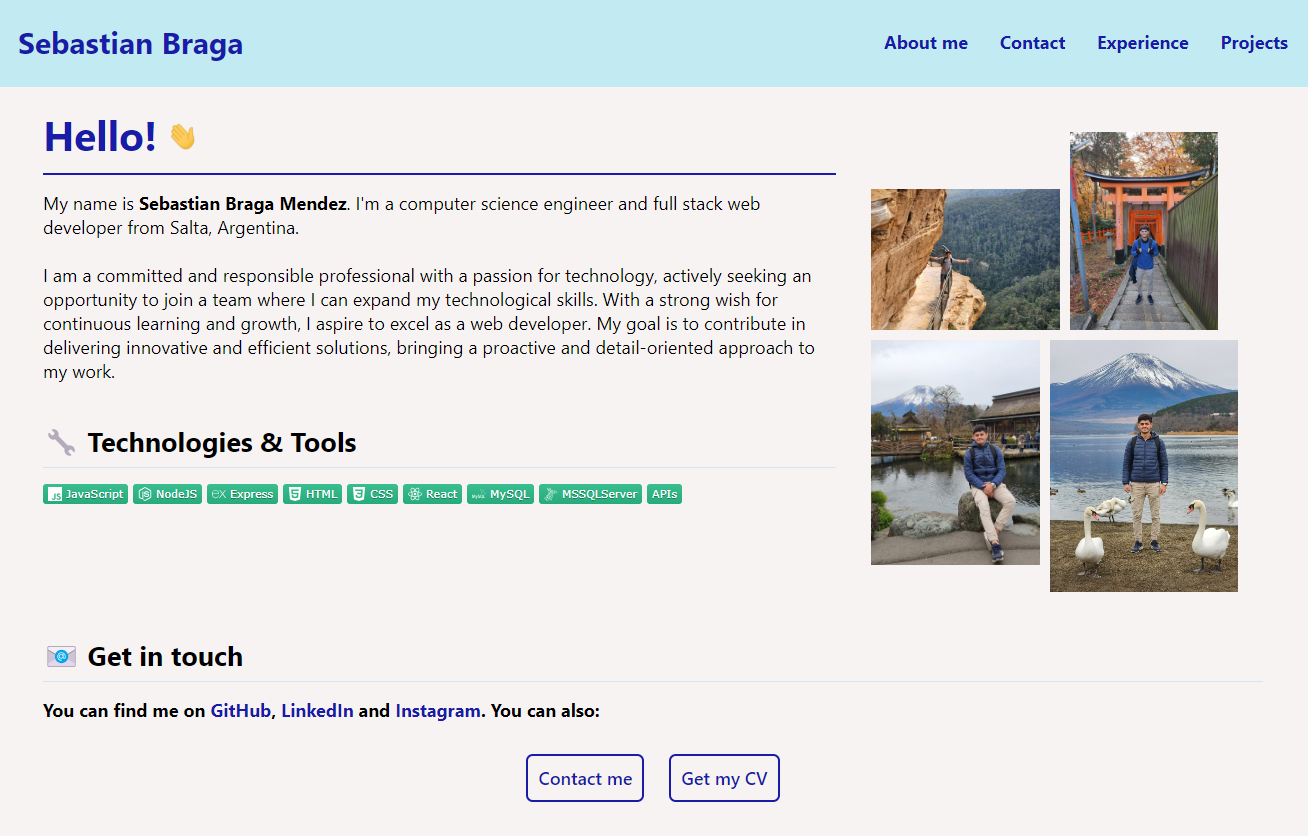 Sebastian Braga
About me Contact Experience Projects
Hello! 👋
My name is Sebastian Braga Mendez. I'm a computer science engineer and full stack web
developer from Salta, Argentina.
I am a committed and responsible professional with a passion for technology, actively seeking an
opportunity to join a team where I can expand my technological skills. With a strong wish for
continuous learning and growth, I aspire to excel as a web developer. My goal is to contribute in
delivering innovative and efficient solutions, bringing a proactive and detail-oriented approach to
my work.
🔧 Technologies & Tools
JS JavaScript NodeJS EX Express HTML CSS React MySQL MSSQLServer APIs
📧 Get in touch
You can find me on GitHub, LinkedIn and Instagram. You can also:
Contact me Get my CV